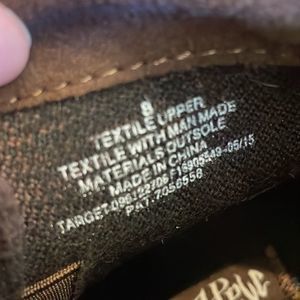 8
TEXTILE UPPER
TEXTILE WITH MAN MADE
MATERIALS OUTSOLE
MADE IN CHINA
PAT.7056558